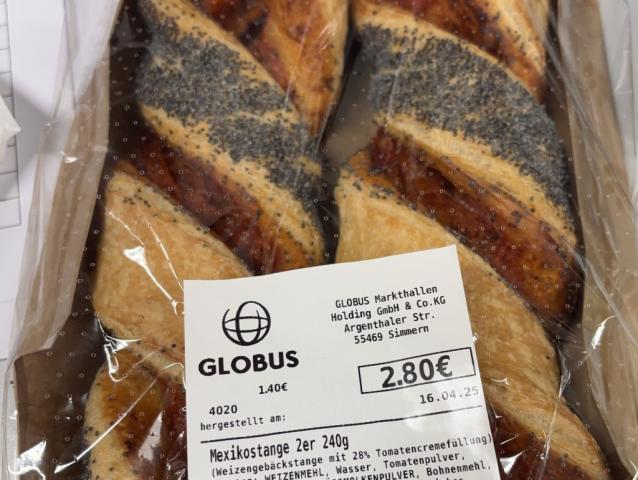 GLOBUS
GLOBUS Markthallen
Holding GmbH & Co.KG
Argenthaler Str.
55469 Simmern
1.40€
2.80€
4020
hergestellt am:
16.04.25
Mexikostange 2er 240g
(Weizengebäckstange mit 28% Tomatencremefüllung)
WEIZENMEHL, Wasser, Tomatenpulver,
MOLKENPULVER, Bohnenmehl,